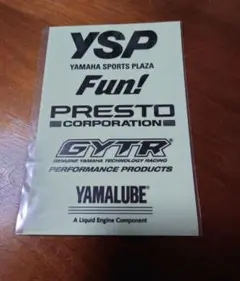 YSP
YAMAHA SPORTS PLAZA
Fun!
PRESTO
CORPORATION
GYTR®
GENUINE YAMAHA TECHNOLOGY RACING
PERFORMANCE PRODUCTS
YAMALUBE®
A Liquid Engine Component